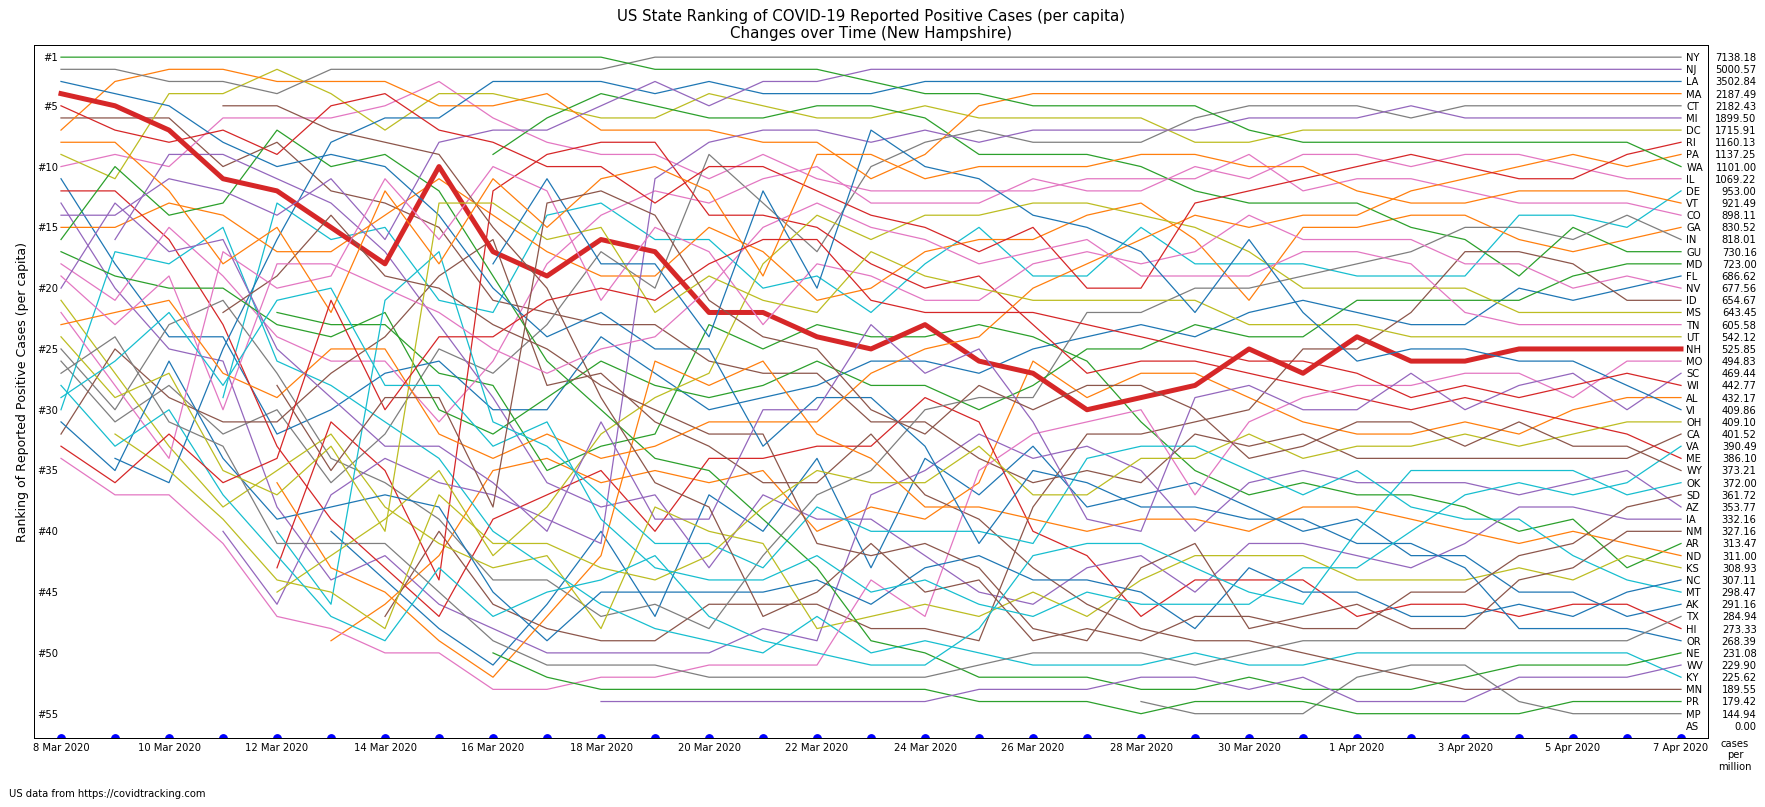 US State Ranking of COVID-19 Reported Positive Cases (per capita)
Changes over Time (New Hampshire)
Ranking of Reported Positive Cases (per capita)
#1
#5
#10
#15
#20
#25
#30
#35
#40
#45
#50
#55
NY 7138.18
NJ 5000.57
LA 3502.84
MA 2187.49
CT 2182.43
MI 1899.50
DC 1715.91
RI 1160.13
PA 1137.25
WA 1101.00
IL 1069.22
DE 953.00
VT 921.49
CO 898.11
GA 830.52
IN 818.01
GU 730.16
MD 723.00
FL 686.62
NV 677.56
ID 654.67
MS 643.45
TN 605.58
UT 542.12
NH 525.85
MO 494.83
SC 469.44
WI 442.77
AL 432.17
VI 409.86
OH 409.10
CA 401.52
VA 390.49
ME 386.10
WY 373.21
OK 372.00
SD 361.72
AZ 353.77
IA 332.16
NM 327.16
AR 313.47
ND 311.00
KS 308.93
NC 307.11
MT 298.47
AK 291.16
TX 284.94
HI 273.33
OR 268.39
NE 231.08
WV 229.90
KY 225.62
MN 189.55
PR 179.42
MP 144.94
AS 0.00
8 Mar 2020 10 Mar 2020 12 Mar 2020 14 Mar 2020 16 Mar 2020 18 Mar 2020 20 Mar 2020 22 Mar 2020 24 Mar 2020 26 Mar 2020 28 Mar 2020 30 Mar 2020 1 Apr 2020 3 Apr 2020 5 Apr 2020 7 Apr 2020
cases
per
million
US data from https://covidtracking.com